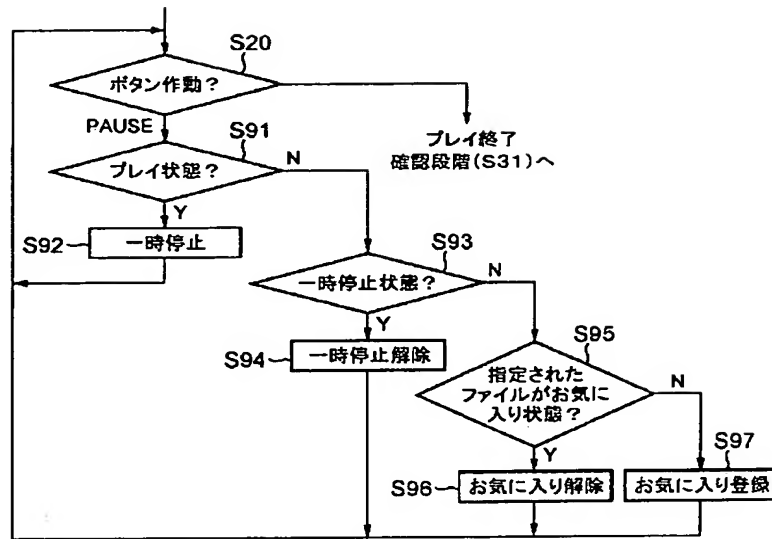 S20
ボタン作動?
PAUSE
プレイ終了
確認段階(S31)へ
S91
プレイ状態?
N
Y
S92
一時停止
S93
一時停止状態?
N
Y
S94
一時停止解除
S95
指定された
ファイルがお気に
入り状態?
N
Y
S96
お気に入り解除
S97
お気に入り登録